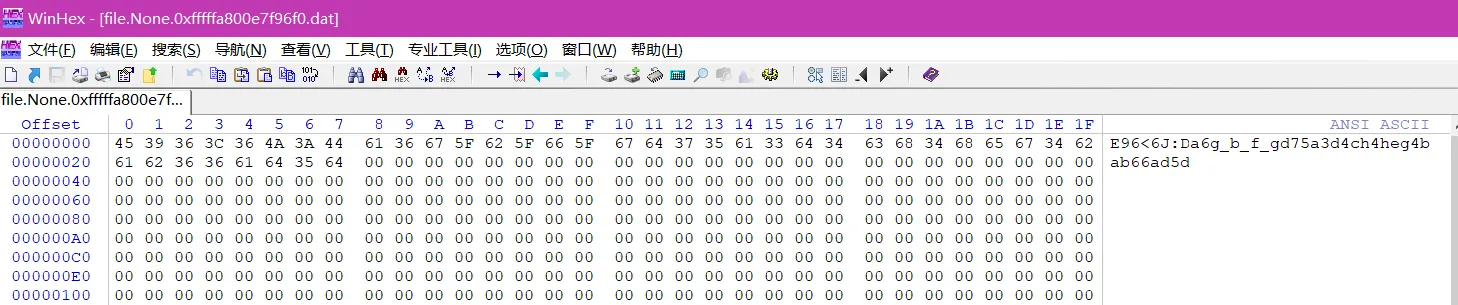 WinHex - [file.None.0xfffffa800e7f96f0.dat]
文件(F) 编辑(E) 搜索(S) 导航(N) 查看(V) 工具(T) 专业工具(I) 选项(O) 窗口(W) 帮助(H)
file.None.0xfffffa800e7f...
Offset 0 1 2 3 4 5 6 7 8 9 A B C D E F 10 11 12 13 14 15 16 17 18 19 1A 1B 1C 1D 1E 1F ANSI ASCII
00000000 45 39 36 3C 36 4A 3A 44 61 36 67 5F 62 5F 66 5F 67 64 37 35 61 33 64 34 63 68 34 68 65 67 34 62 E96<6J:Da6g_b_f_gd75a3d4ch4heg4b
00000020 61 62 36 36 61 64 35 64 00 00 00 00 00 00 00 00 00 00 00 00 00 00 00 00 00 00 00 00 00 00 00 00 ab66ad5d
00000040 00 00 00 00 00 00 00 00 00 00 00 00 00 00 00 00 00 00 00 00 00 00 00 00 00 00 00 00 00 00 00 00
00000060 00 00 00 00 00 00 00 00 00 00 00 00 00 00 00 00 00 00 00 00 00 00 00 00 00 00 00 00 00 00 00 00
00000080 00 00 00 00 00 00 00 00 00 00 00 00 00 00 00 00 00 00 00 00 00 00 00 00 00 00 00 00 00 00 00 00
000000A0 00 00 00 00 00 00 00 00 00 00 00 00 00 00 00 00 00 00 00 00 00 00 00 00 00 00 00 00 00 00 00 00
000000C0 00 00 00 00 00 00 00 00 00 00 00 00 00 00 00 00 00 00 00 00 00 00 00 00 00 00 00 00 00 00 00 00
000000E0 00 00 00 00 00 00 00 00 00 00 00 00 00 00 00 00 00 00 00 00 00 00 00 00 00 00 00 00 00 00 00 00
00000100 00 00 00 00 00 00 00 00 00 00 00 00 00 00 00 00 00 00 00 00 00 00 00 00 00 00 00 00 00 00 00 00